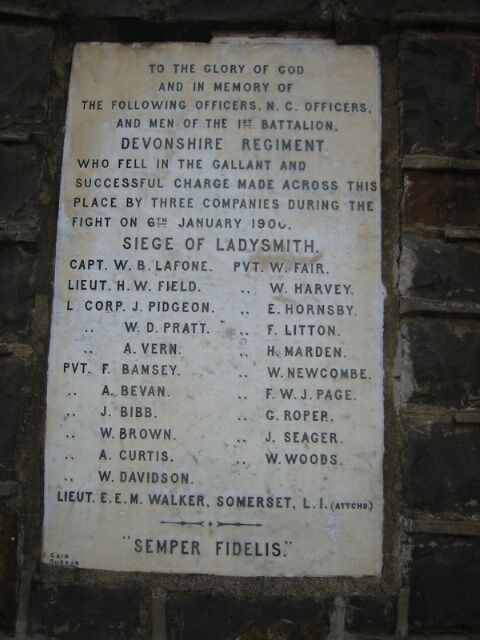 TO THE GLORY OF GOD
AND IN MEMORY OF
THE FOLLOWING OFFICERS, N.C. OFFICERS,
AND MEN OF THE 1ST BATTALION,
DEVONSHIRE REGIMENT
WHO FELL IN THE GALLANT AND
SUCCESSFUL CHARGE MADE ACROSS THIS
PLACE BY THREE COMPANIES DURING THE
FIGHT ON 6TH JANUARY 1900.
SIEGE OF LADYSMITH.
CAPT. W. B. LAFONE. PVT. W. FAIR.
LIEUT. H. W. FIELD. ,, W. HARVEY.
L CORP. J. PIDGEON. ,, E. HORNSBY.
,, W. D. PRATT. ,, F. LITTON.
,, A. VERN. ,, H. MARDEN.
PVT. F. BAMSEY. ,, W. NEWCOMBE.
,, A. BEVAN. ,, F. W. J. PAGE.
,, J. BIBB. ,, G. ROPER.
,, W. BROWN. ,, J. SEAGER.
,, A. CURTIS. ,, W. WOODS.
,, W. DAVIDSON.
LIEUT. E. E. M. WALKER, SOMERSET, L. I. (ATTCHD.)
"SEMPER FIDELIS."
J. CAIN
DURBAN